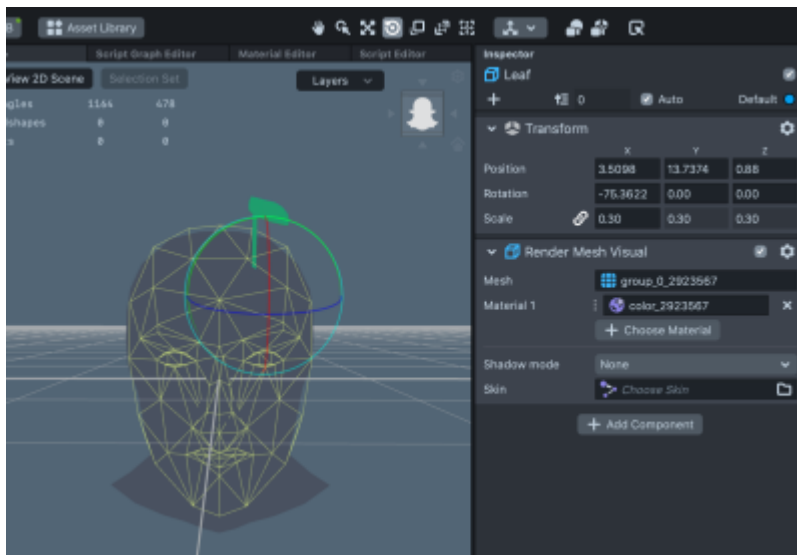 Asset Library
Script Graph Editor
Material Editor
Script Editor
Inspector
View 2D Scene
Selection Set
Layers
Leaf
1164 478
0 0
0 0
0
Auto
Default
Transform
X Y Z
Position 3.5098 13.7374 0.88
Rotation -75.3622 0.00 0.00
Scale 0.30 0.30 0.30
Render Mesh Visual
Mesh group_0_2923567
Material 1 color_2923567
+ Choose Material
Shadow mode None
Skin Choose Skin
+ Add Component